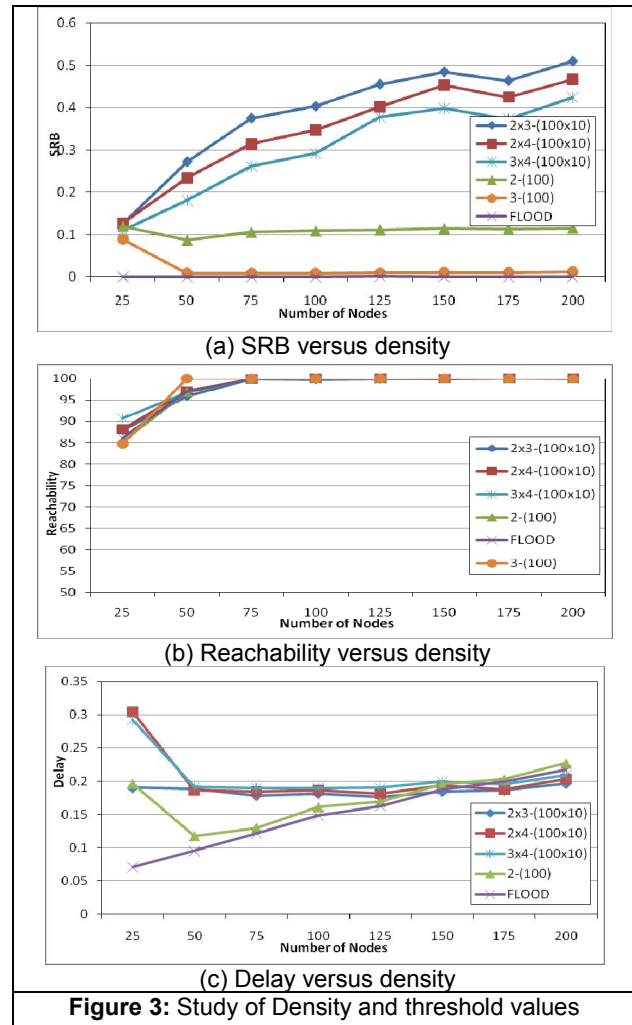 0.6
0.5
0.4
0.3
0.2
0.1
0
SRB
2x3-(100x10)
2x4-(100x10)
3x4-(100x10)
2-(100)
3-(100)
FLOOD
25 50 75 100 125 150 175 200
Number of Nodes
(a) SRB versus density
100
95
90
85
80
75
70
65
60
55
50
Reachability
2x3-(100x10)
2x4-(100x10)
3x4-(100x10)
2-(100)
FLOOD
3-(100)
25 50 75 100 125 150 175 200
Number of Nodes
(b) Reachability versus density
0.35
0.3
0.25
0.2
0.15
0.1
0.05
0
Delay
2x3-(100x10)
2x4-(100x10)
3x4-(100x10)
2-(100)
FLOOD
25 50 75 100 125 150 175 200
Number of Nodes
(c) Delay versus density
Figure 3: Study of Density and threshold values